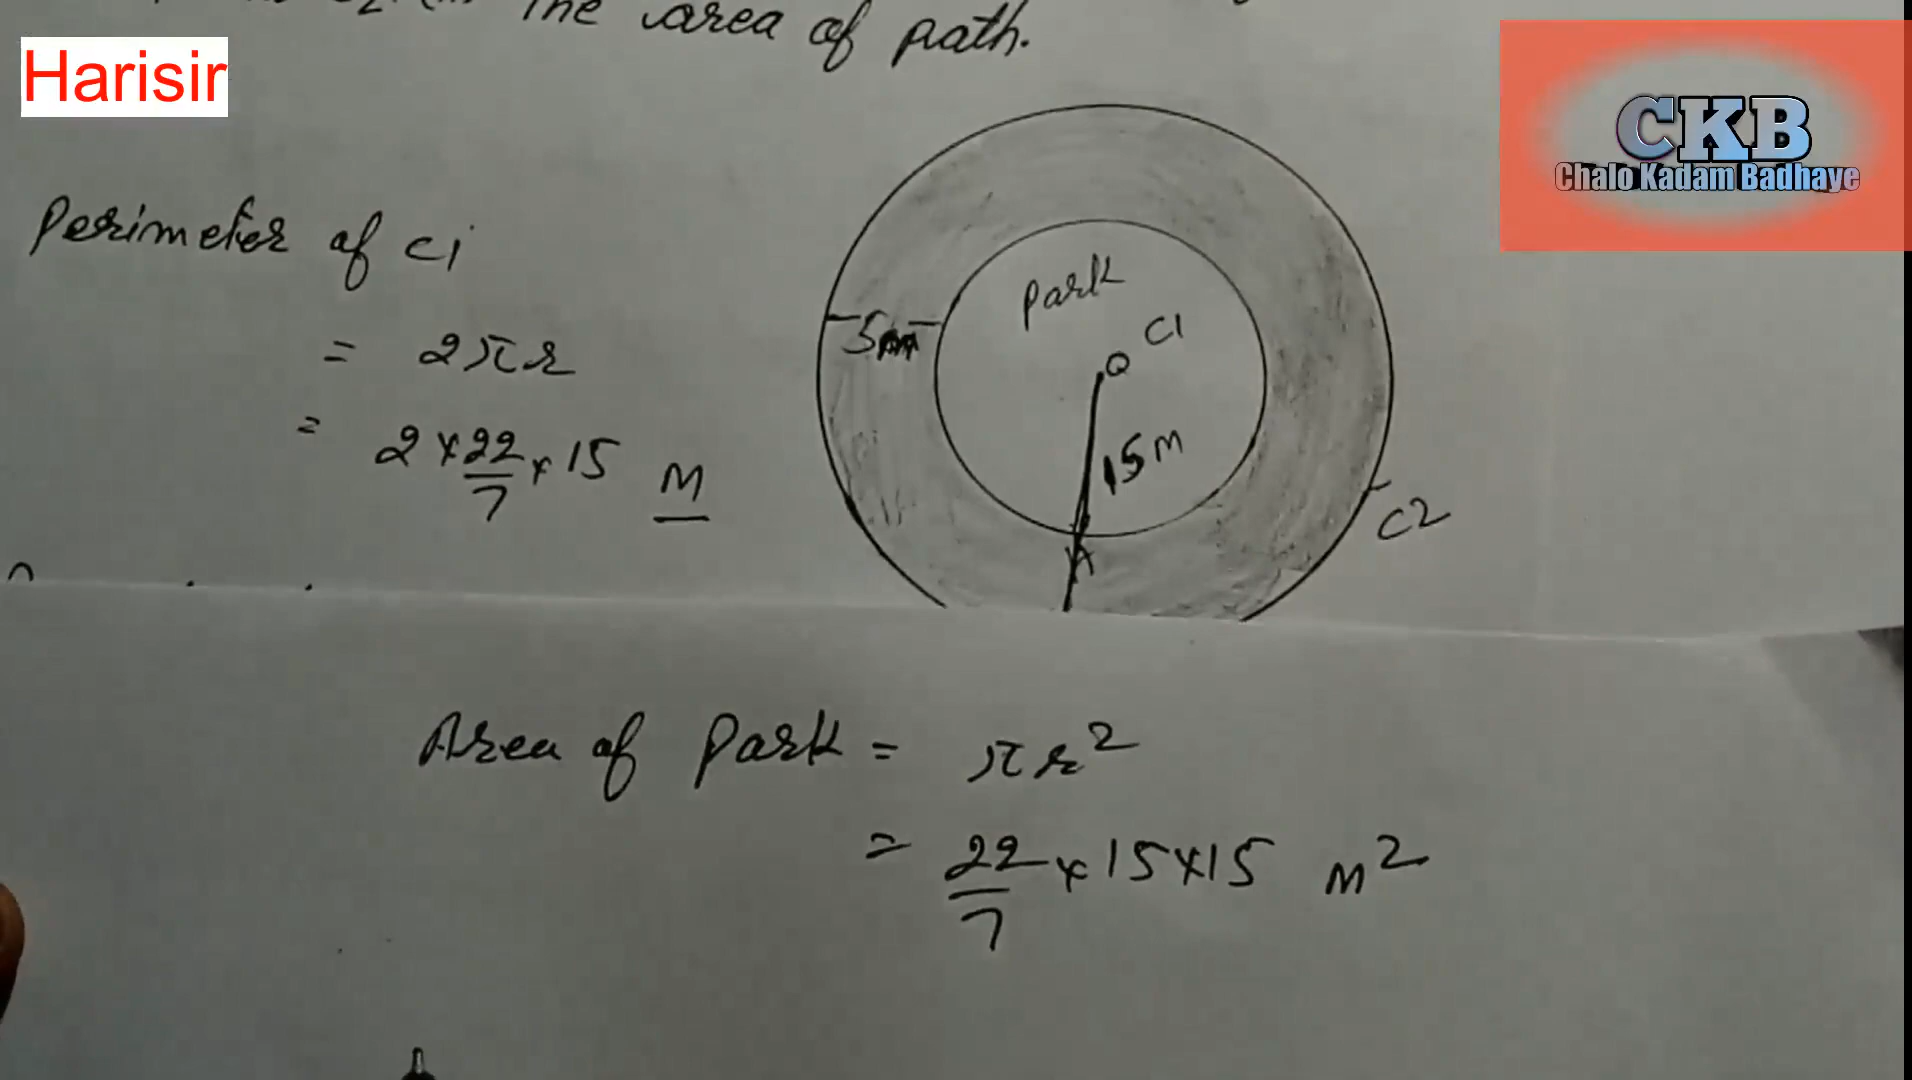 the area of path.
Harisir
CKB
Chalo Kadam Badhaye
Perimeter of C1
= 2πr
= 2 × 22/7 × 15 M
Park
C1
O
5m
15 M
A
C2
Area of Park = πr²
= 22/7 × 15 × 15 M²